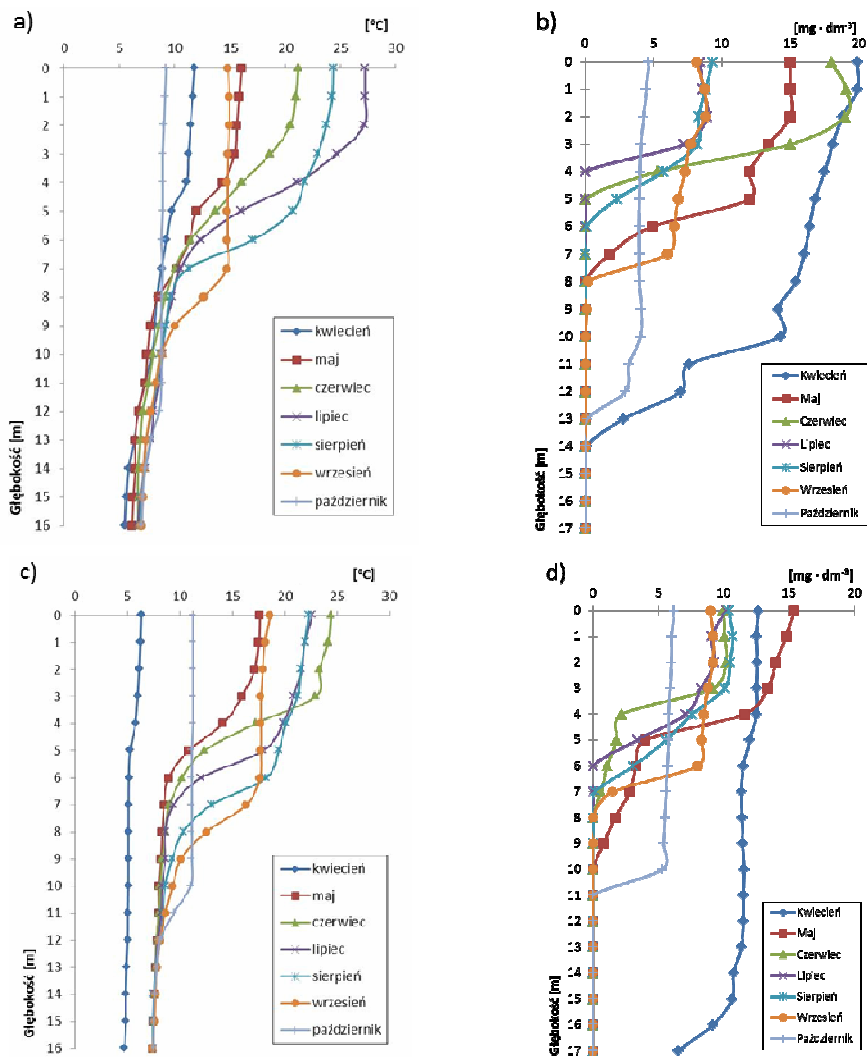 a)
[°C]
0 5 10 15 20 25 30
0
1
2
3
4
5
6
7
8
9
10
11
12
13
14
15
16
Głębokość [m]
kwiecień
maj
czerwiec
lipiec
sierpień
wrzesień
październik
b)
[mg · dm-³]
0 5 10 15 20
0
1
2
3
4
5
6
7
8
9
10
11
12
13
14
15
16
17
Głębokość [m]
Kwiecień
Maj
Czerwiec
Lipiec
Sierpień
Wrzesień
Październik
c)
[°C]
0 5 10 15 20 25 30
0
1
2
3
4
5
6
7
8
9
10
11
12
13
14
15
16
Głębokość [m]
kwiecień
maj
czerwiec
lipiec
sierpień
wrzesień
październik
d)
[mg · dm-³]
0 5 10 15 20
0
1
2
3
4
5
6
7
8
9
10
11
12
13
14
15
16
17
Głębokość [m]
Kwiecień
Maj
Czerwiec
Lipiec
Sierpień
Wrzesień
Październik